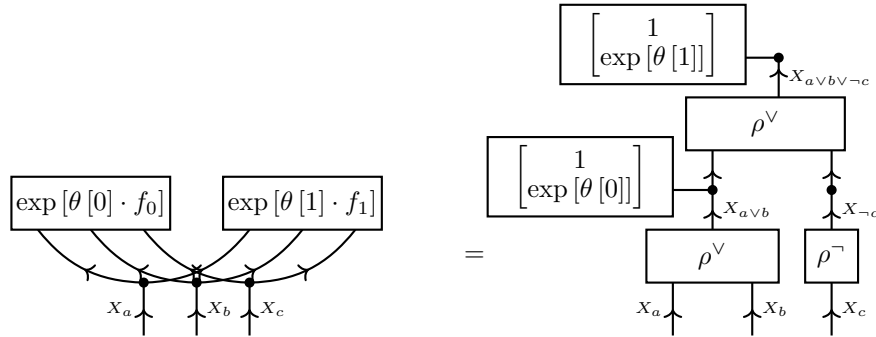 1
exp [θ [1]]
X_{a∨b∨¬c}
ρ^∨
1
exp [θ [0]]
exp [θ [0] · f_0]
exp [θ [1] · f_1]
X_{a∨b}
X_{¬c}
=
ρ^∨
ρ^¬
X_a
X_b
X_c
X_a
X_b
X_c